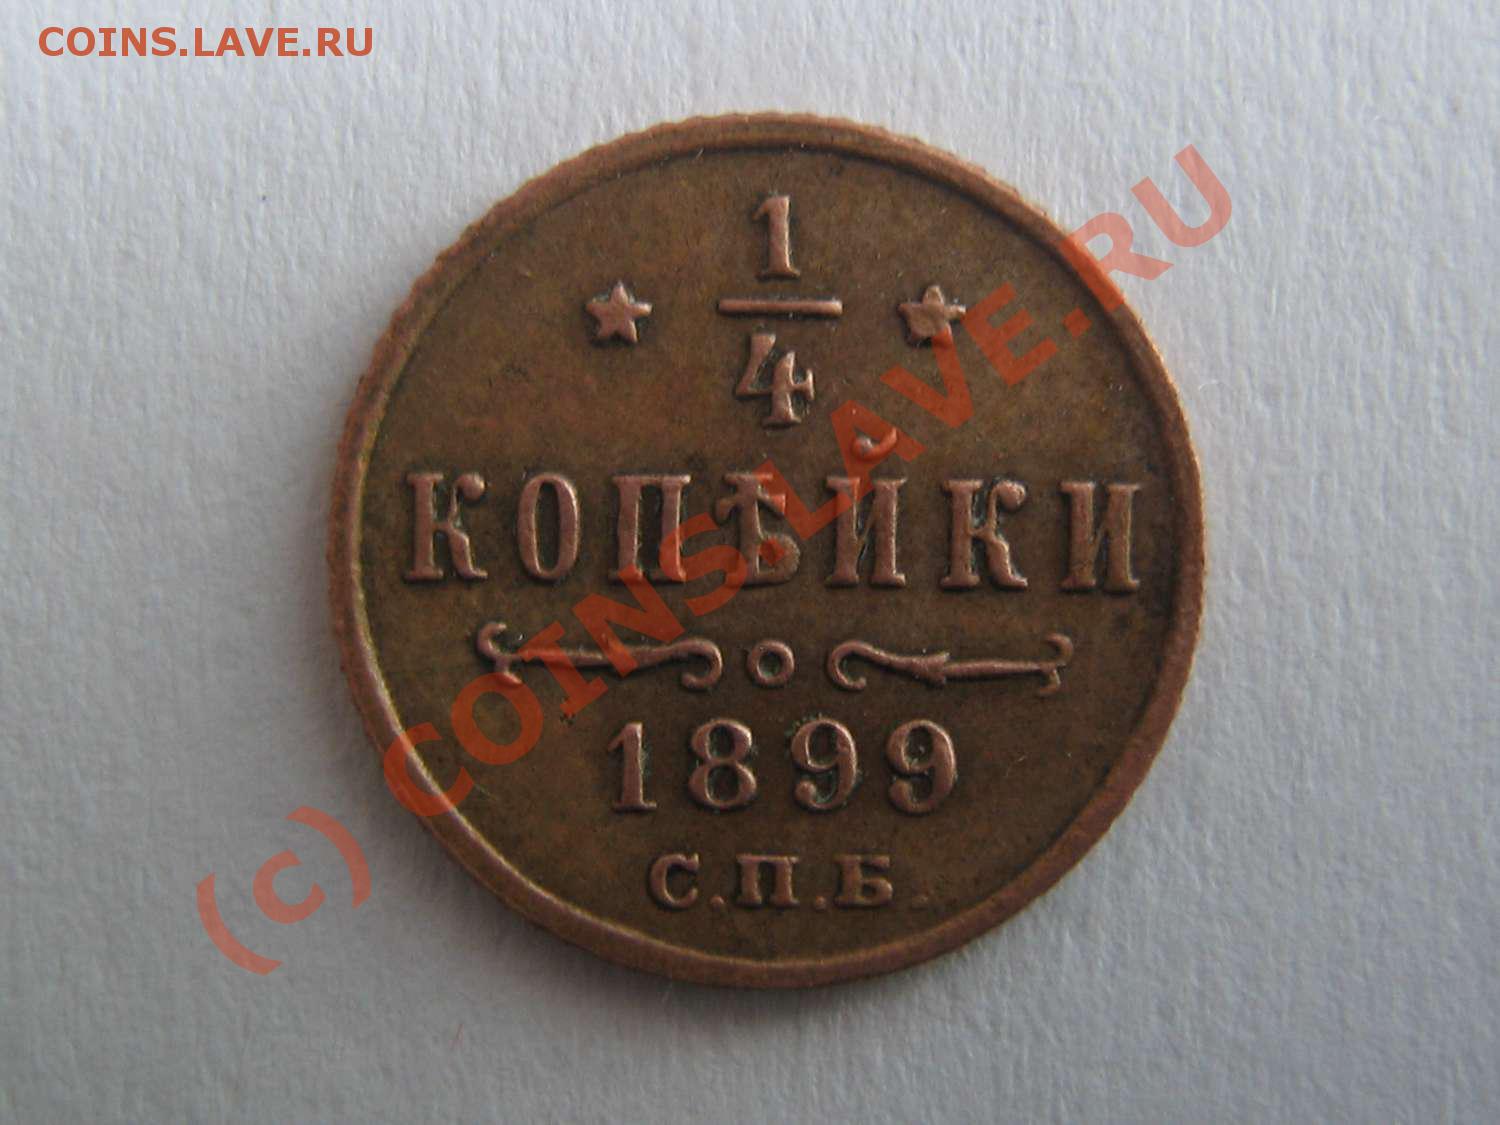 COINS.LAVE.RU
1
4
КОПѢЙКИ
1899
С.П.Б.
(c) COINS.LAVE.RU